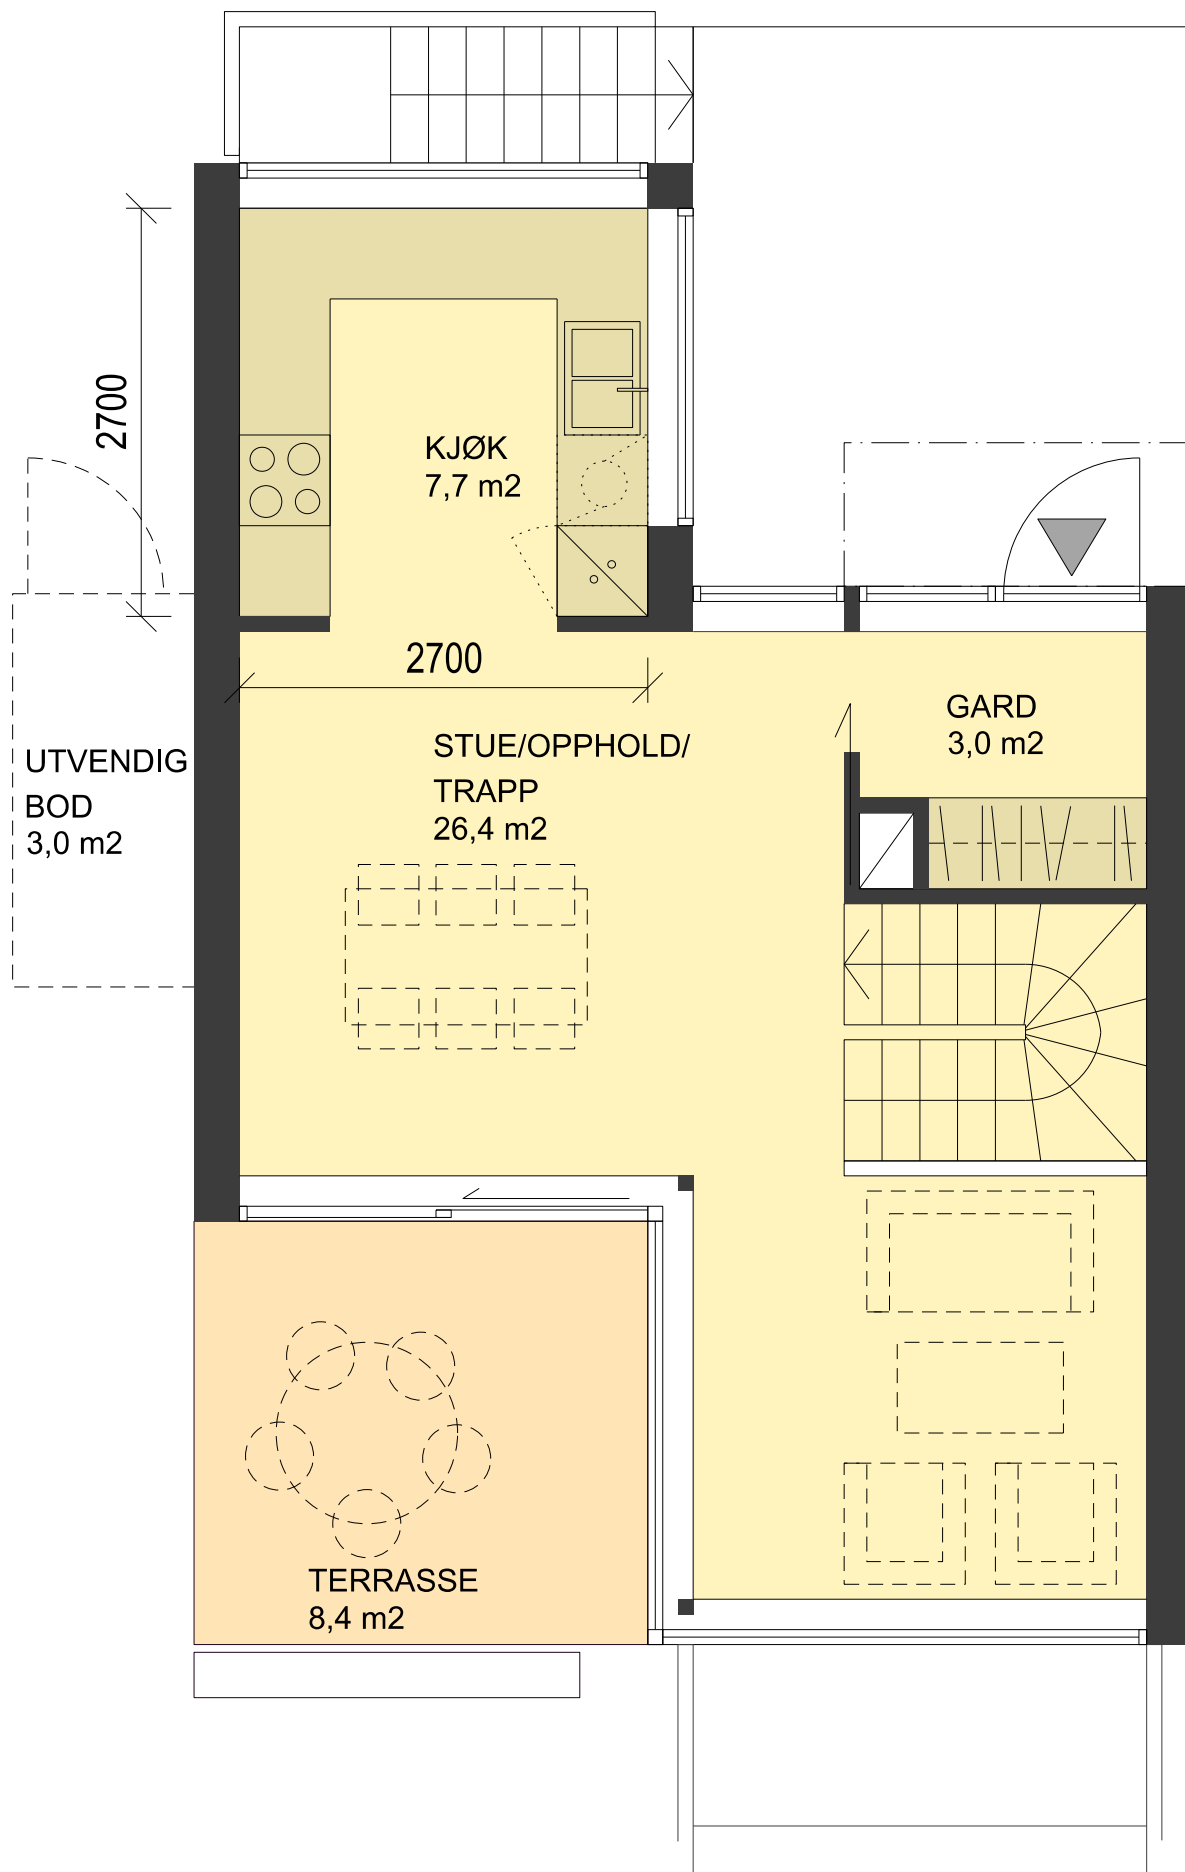 2700
KJØK
7,7 m2
2700
GARD
3,0 m2
STUE/OPPHOLD/
TRAPP
26,4 m2
UTVENDIG
BOD
3,0 m2
TERRASSE
8,4 m2